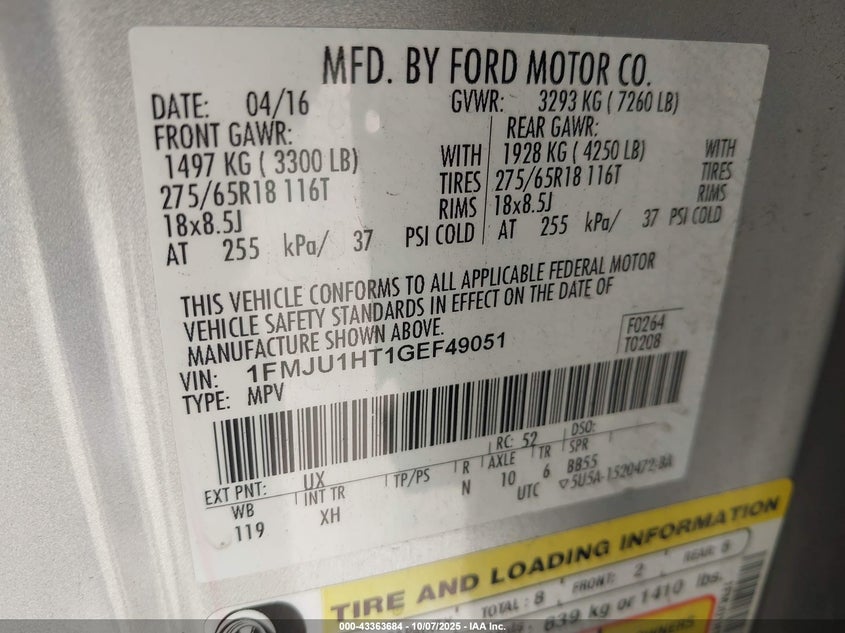 MFD. BY FORD MOTOR CO.
DATE: 04/16 GVWR: 3293 KG ( 7260 LB)
FRONT GAWR: REAR GAWR:
1497 KG ( 3300 LB) WITH 1928 KG ( 4250 LB) WITH
275/65R18 116T TIRES 275/65R18 116T TIRES
18x8.5J RIMS 18x8.5J RIMS
AT 255 kPa/ 37 PSI COLD AT 255 kPa/ 37 PSI COLD
THIS VEHICLE CONFORMS TO ALL APPLICABLE FEDERAL MOTOR
VEHICLE SAFETY STANDARDS IN EFFECT ON THE DATE OF
MANUFACTURE SHOWN ABOVE.
VIN: 1FMJU1HT1GEF49051
TYPE: MPV
F0264
T0208
EXT PNT: UX RC: 52 DSO:
WB INT TR TP/PS R AXLE TR SPR
119 XH N 10 6 BB55
UTC ▽5U5A-1520472-BA
TIRE AND LOADING INFORMATION
TOTAL : 8 FRONT: 2 REAR: 6
639 kg or 1410 lbs.
000-43363684 - 10/07/2025 - IAA Inc.